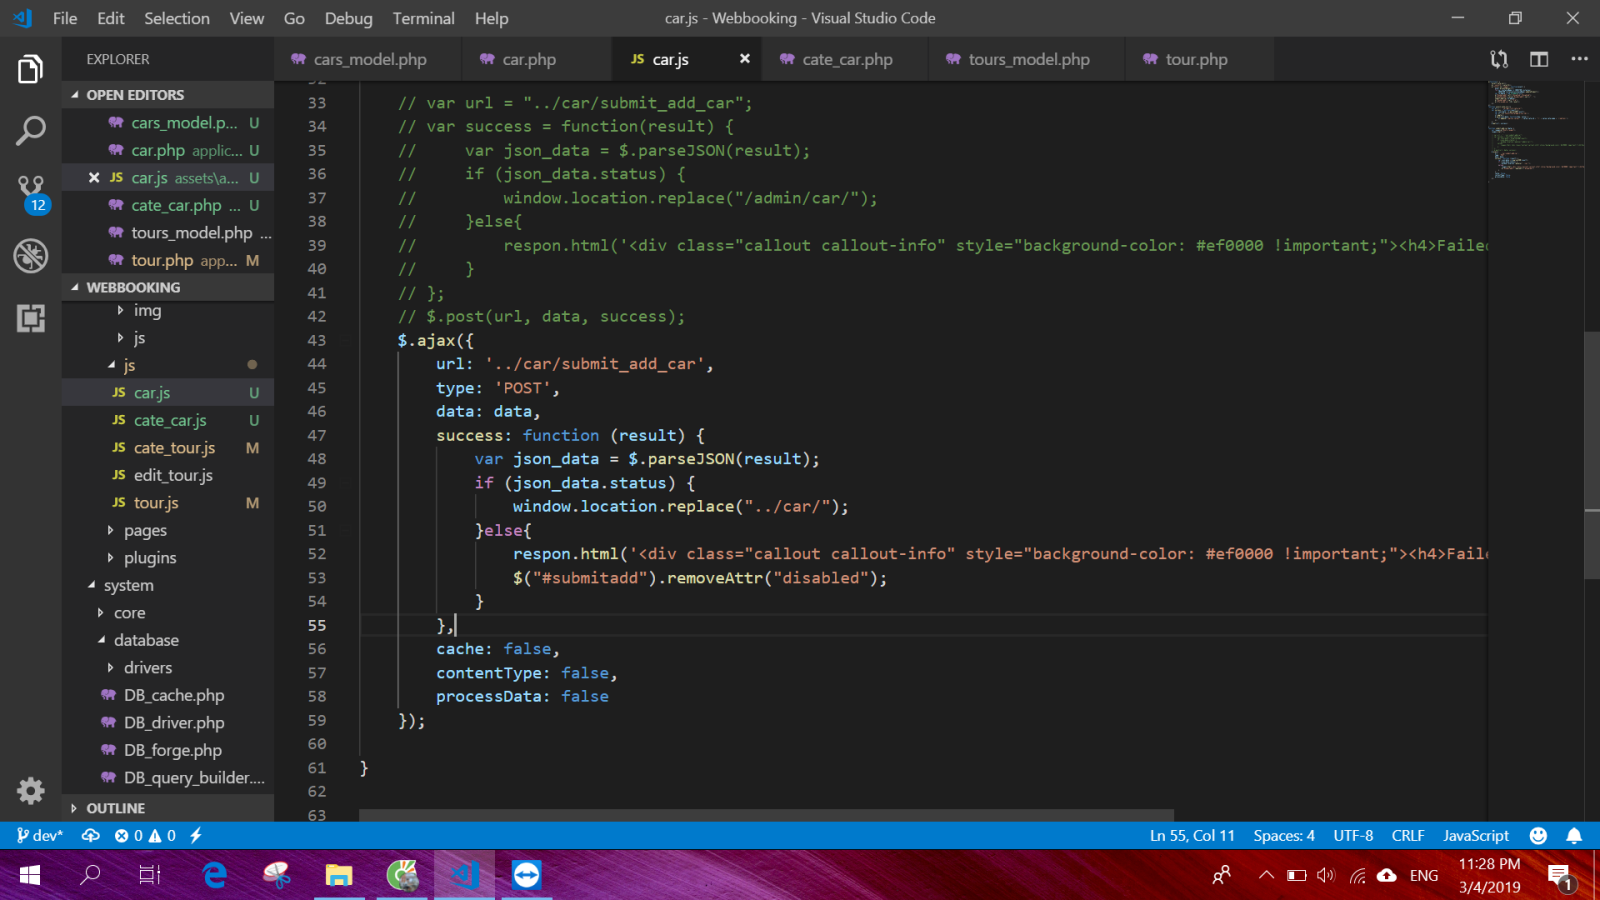 File Edit Selection View Go Debug Terminal Help car.js - Webbooking - Visual Studio Code
EXPLORER
cars_model.php car.php JS car.js cate_car.php tours_model.php tour.php
OPEN EDITORS
cars_model.p... U
car.php applic... U
JS car.js assets\a... U
cate_car.php ... U
tours_model.php ...
tour.php app... M
12
WEBBOOKING
img
js
js
JS car.js U
JS cate_car.js U
JS cate_tour.js M
JS edit_tour.js
JS tour.js M
pages
plugins
system
core
database
drivers
DB_cache.php
DB_driver.php
DB_forge.php
DB_query_builder....
OUTLINE
33 // var url = "../car/submit_add_car";
34 // var success = function(result) {
35 // var json_data = $.parseJSON(result);
36 // if (json_data.status) {
37 // window.location.replace("/admin/car/");
38 // }else{
39 // respon.html('<div class="callout callout-info" style="background-color: #ef0000 !important;"><h4>Failed
40 // }
41 // };
42 // $.post(url, data, success);
43 $.ajax({
44 url: '../car/submit_add_car',
45 type: 'POST',
46 data: data,
47 success: function (result) {
48 var json_data = $.parseJSON(result);
49 if (json_data.status) {
50 window.location.replace("../car/");
51 }else{
52 respon.html('<div class="callout callout-info" style="background-color: #ef0000 !important;"><h4>Failed
53 $("#submitadd").removeAttr("disabled");
54 }
55 },
56 cache: false,
57 contentType: false,
58 processData: false
59 });
60
61 }
62
63
dev* 0 0 Ln 55, Col 11 Spaces: 4 UTF-8 CRLF JavaScript
ENG 11:28 PM
3/4/2019 1